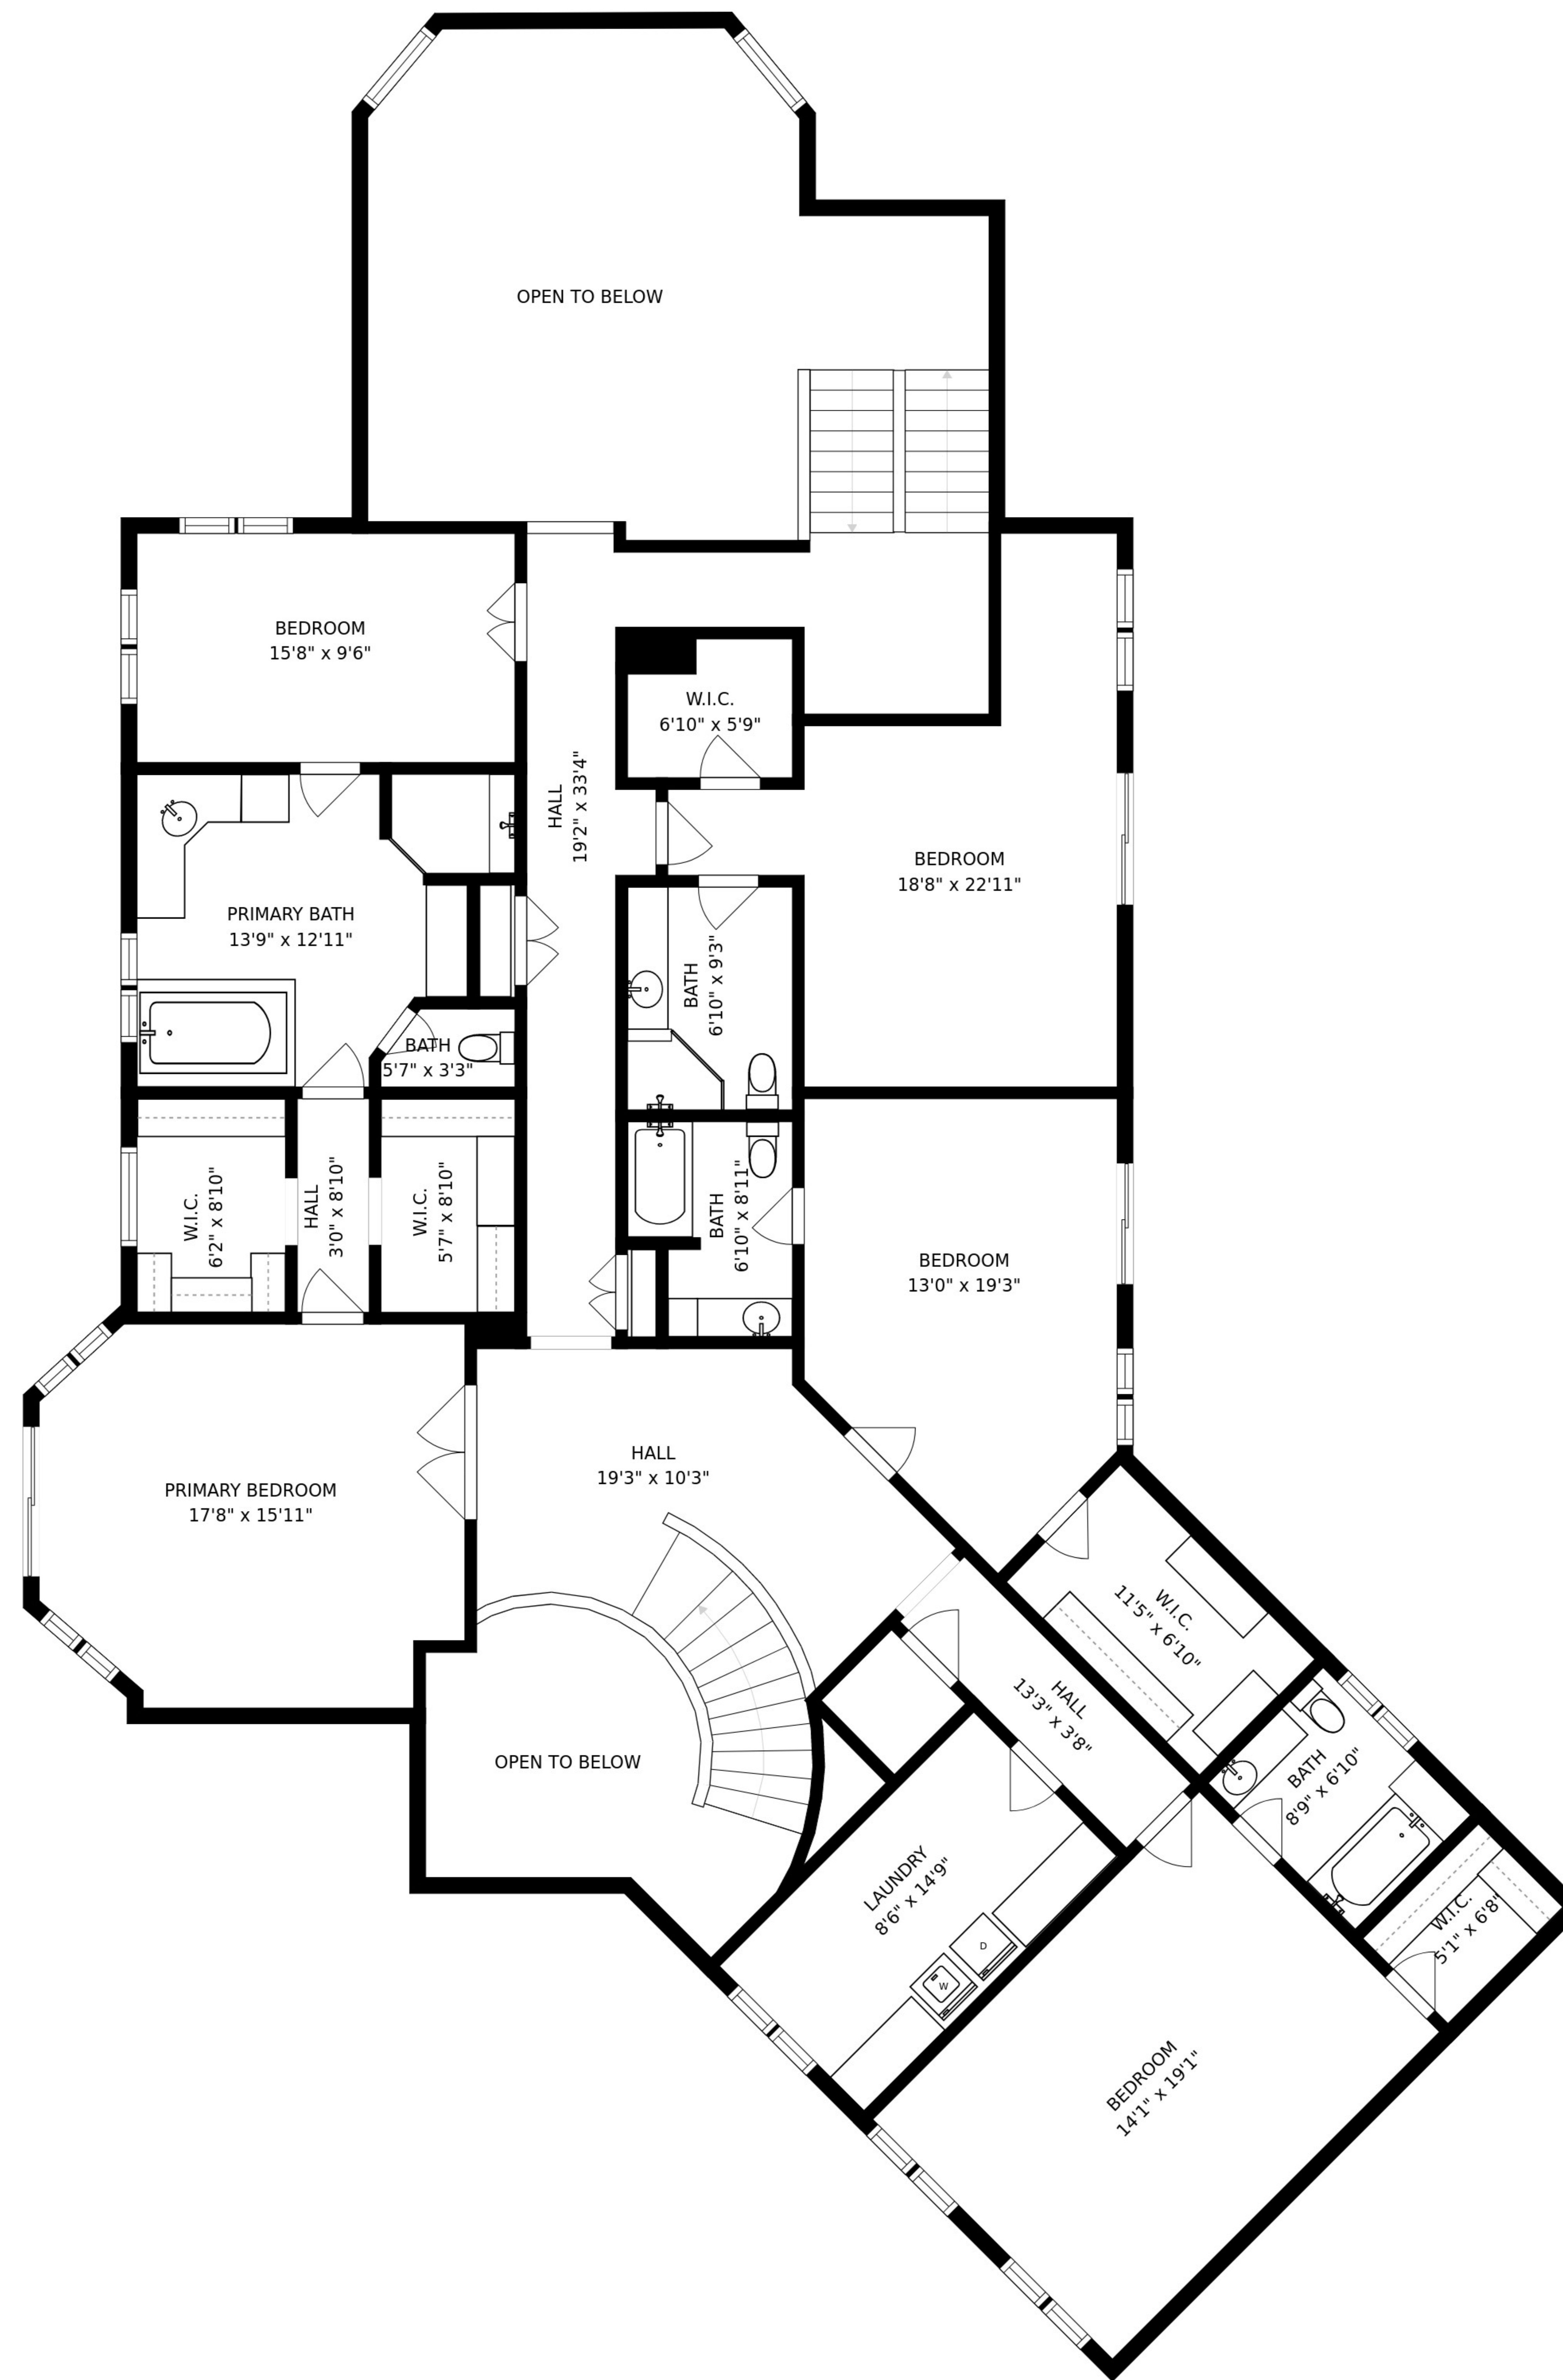 OPEN TO BELOW
BEDROOM
15'8" x 9'6"
W.I.C.
6'10" x 5'9"
HALL
19'2" x 33'4"
BEDROOM
18'8" x 22'11"
PRIMARY BATH
13'9" x 12'11"
BATH
6'10" x 9'3"
BATH
5'7" x 3'3"
W.I.C.
6'2" x 8'10"
HALL
3'0" x 8'10"
W.I.C.
5'7" x 8'10"
BATH
6'10" x 8'11"
BEDROOM
13'0" x 19'3"
PRIMARY BEDROOM
17'8" x 15'11"
HALL
19'3" x 10'3"
W.I.C.
11'5" x 6'10"
HALL
13'3" x 3'8"
OPEN TO BELOW
BATH
8'9" x 6'10"
LAUNDRY
8'6" x 14'9"
W.I.C.
5'1" x 6'8"
D
W
BEDROOM
14'1" x 19'1"